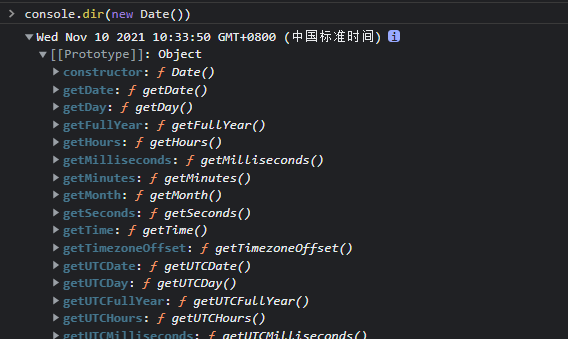 console.dir(new Date())
Wed Nov 10 2021 10:33:50 GMT+0800 (中国标准时间) i
[[Prototype]]: Object
constructor: ƒ Date()
getDate: ƒ getDate()
getDay: ƒ getDay()
getFullYear: ƒ getFullYear()
getHours: ƒ getHours()
getMilliseconds: ƒ getMilliseconds()
getMinutes: ƒ getMinutes()
getMonth: ƒ getMonth()
getSeconds: ƒ getSeconds()
getTime: ƒ getTime()
getTimezoneOffset: ƒ getTimezoneOffset()
getUTCDate: ƒ getUTCDate()
getUTCDay: ƒ getUTCDay()
getUTCFullYear: ƒ getUTCFullYear()
getUTCHours: ƒ getUTCHours()
getUTCMilliseconds: ƒ getUTCMilliseconds()